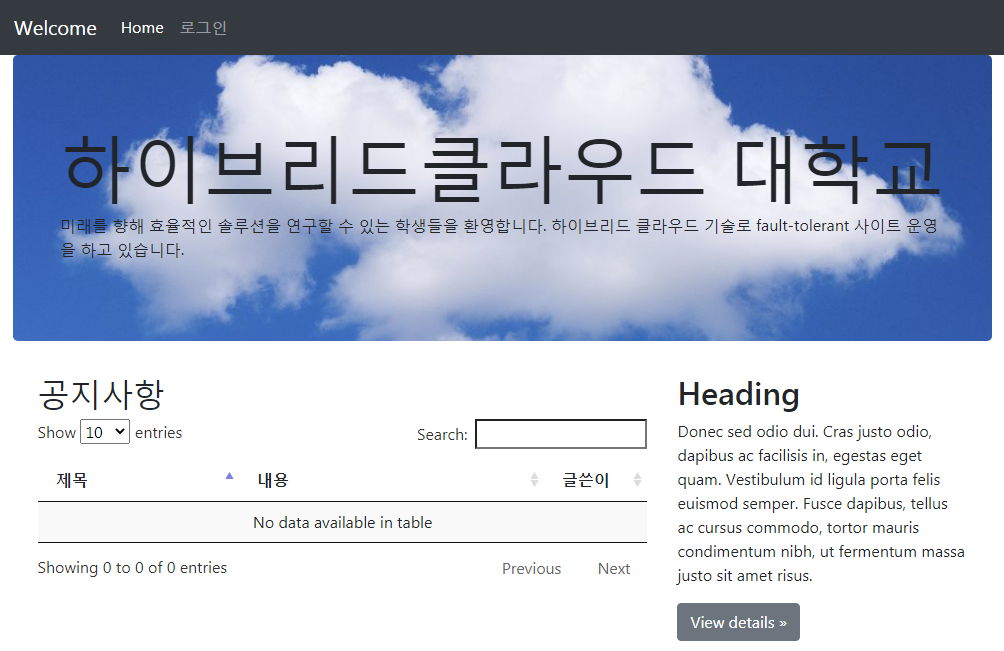 Welcome Home 로그인
하이브리드클라우드 대학교
미래를 향해 효율적인 솔루션을 연구할 수 있는 학생들을 환영합니다. 하이브리드 클라우드 기술로 fault-tolerant 사이트 운영
을 하고 있습니다.
공지사항
Show 10 entries
Search:
제목 내용 글쓴이
No data available in table
Showing 0 to 0 of 0 entries
Previous Next
Heading
Donec sed odio dui. Cras justo odio,
dapibus ac facilisis in, egestas eget
quam. Vestibulum id ligula porta felis
euismod semper. Fusce dapibus, tellus
ac cursus commodo, tortor mauris
condimentum nibh, ut fermentum massa
justo sit amet risus.
View details »